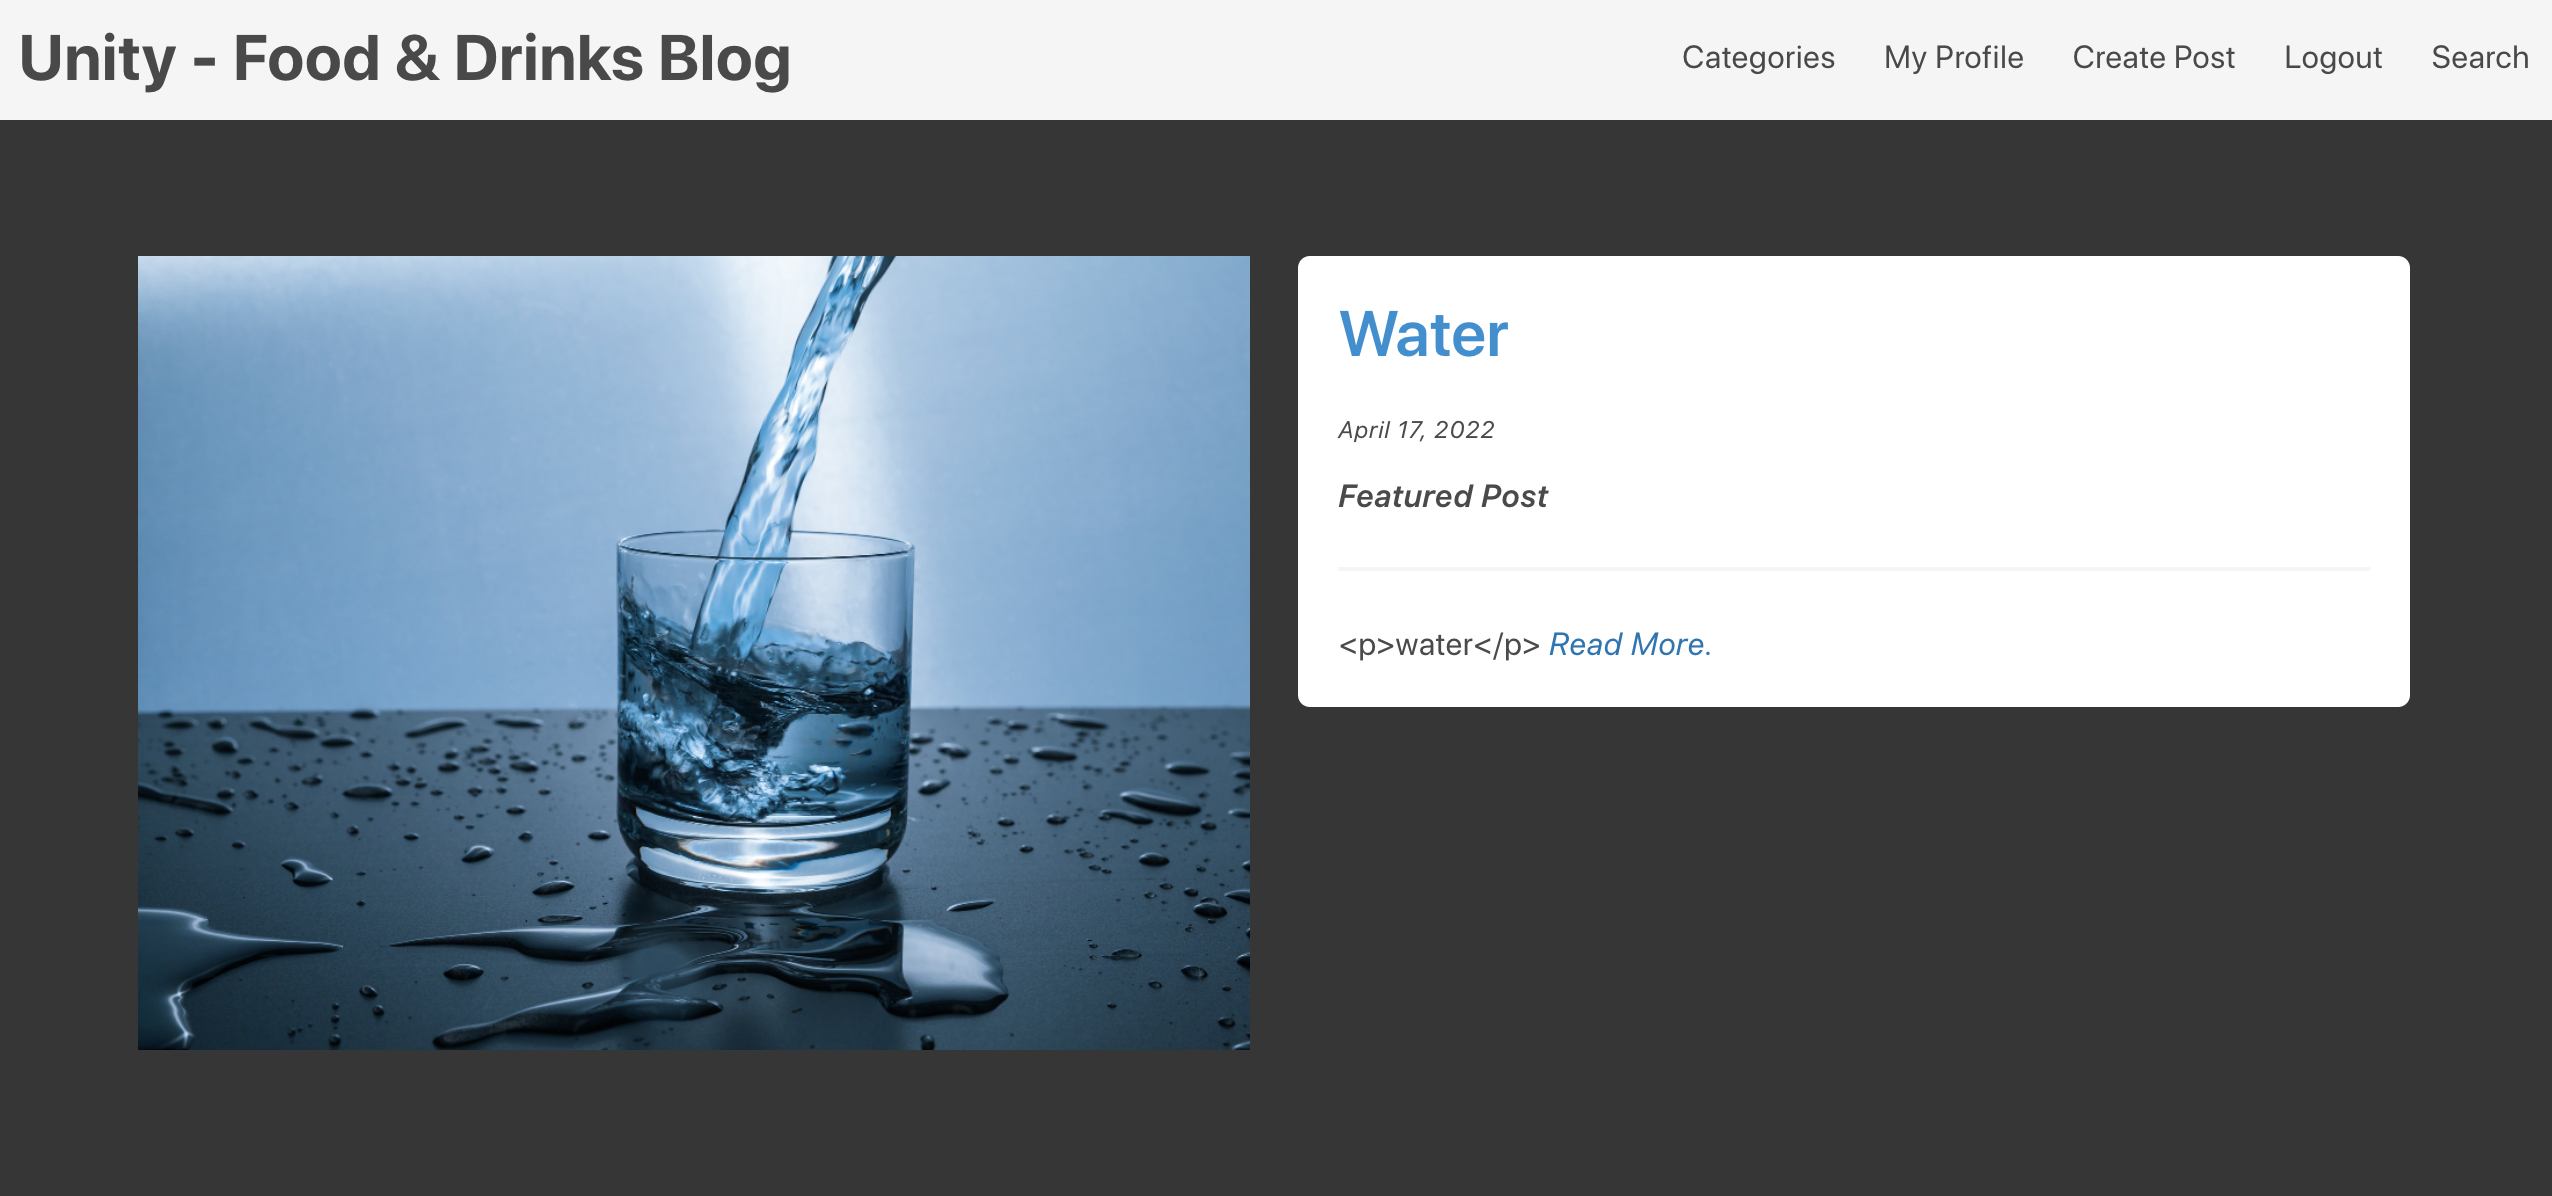 Unity - Food & Drinks Blog
Categories My Profile Create Post Logout Search
Water
April 17, 2022
Featured Post
<p>water</p> Read More.